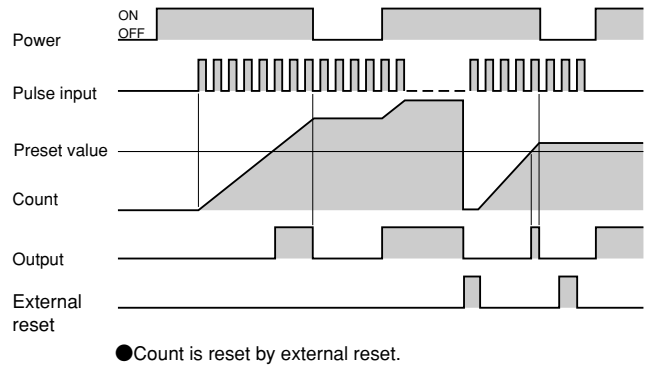 ON
OFF
Power
Pulse input
Preset value
Count
Output
External
reset
●Count is reset by external reset.